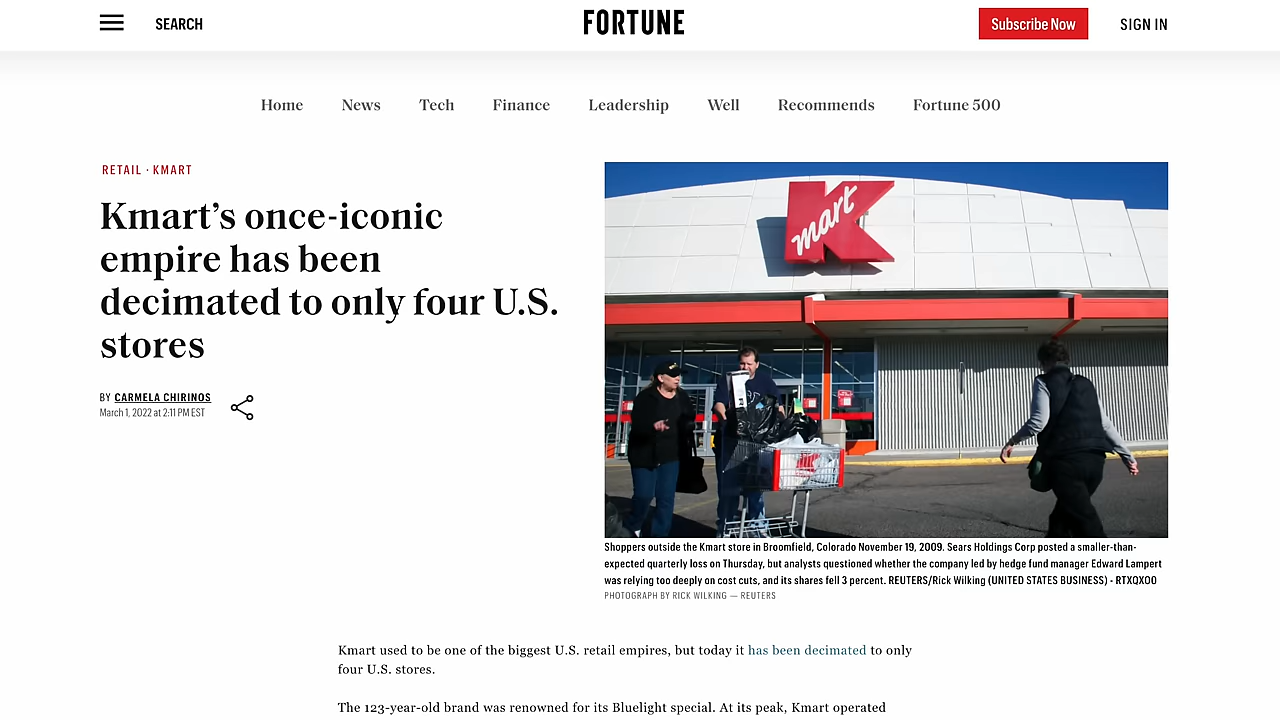 SEARCH
FORTUNE
Subscribe Now
SIGN IN
Home
News
Tech
Finance
Leadership
Well
Recommends
Fortune 500
RETAIL · KMART
Kmart’s once-iconic
empire has been
decimated to only four U.S.
stores
BY CARMELA CHIRINOS
March 1, 2022 at 2:11 PM EST
Kmart
Shoppers outside the Kmart store in Broomfield, Colorado November 19, 2009. Sears Holdings Corp posted a smaller-than-
expected quarterly loss on Thursday, but analysts questioned whether the company led by hedge fund manager Edward Lampert
was relying too deeply on cost cuts, and its shares fell 3 percent. REUTERS/Rick Wilking (UNITED STATES BUSINESS) - RTXQXOO
PHOTOGRAPH BY RICK WILKING — REUTERS
Kmart used to be one of the biggest U.S. retail empires, but today it has been decimated to only
four U.S. stores.
The 123-year-old brand was renowned for its Bluelight special. At its peak, Kmart operated